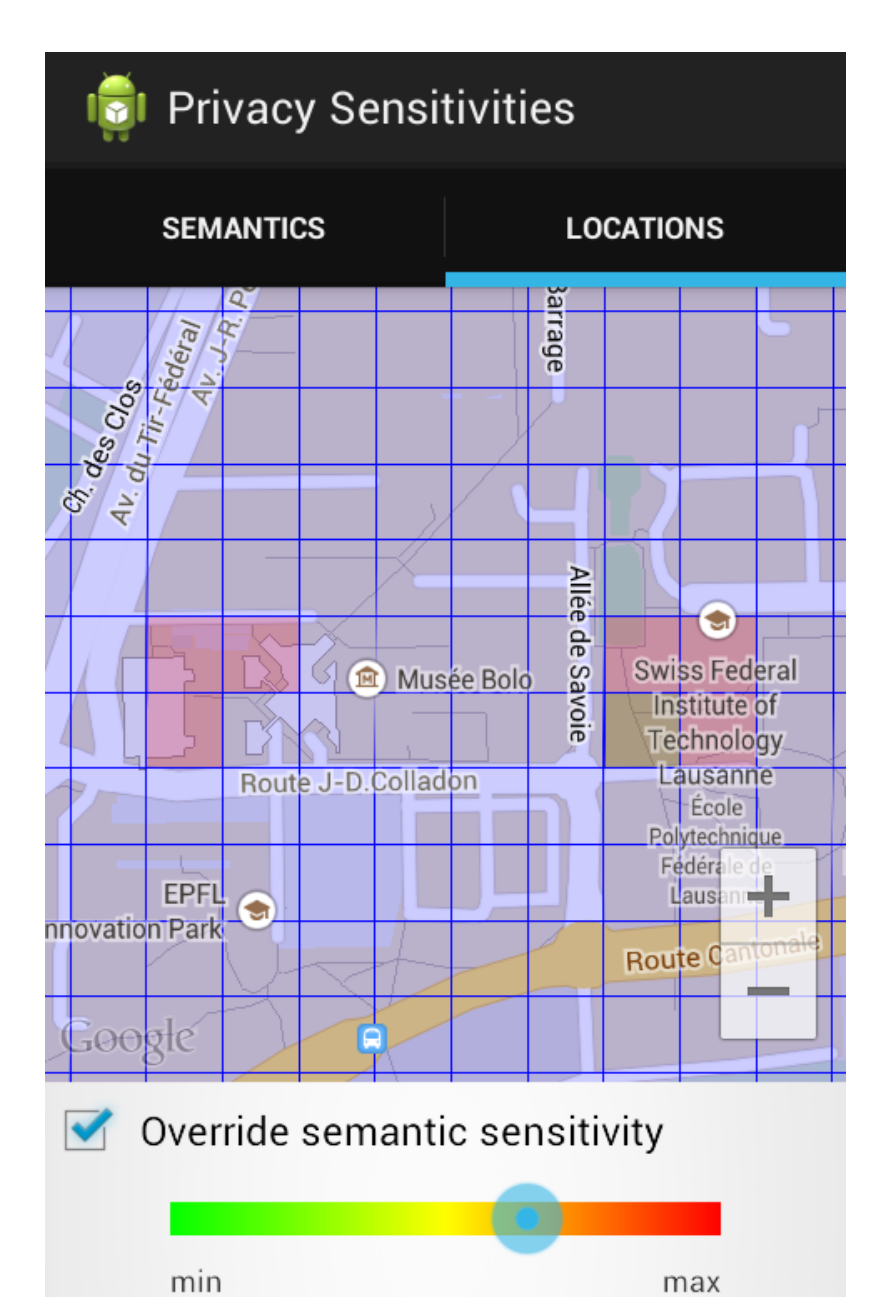 Privacy Sensitivities
SEMANTICS
LOCATIONS
Barrage
Ch. des Clos
Av. du Tir-Fédéral
Av. J-R.
Allée de Savoie
Musée Bolo
Swiss Federal
Institute of
Technology
Lausanne
École
Polytechnique
Fédérale de
Lausanne
Route J-D.Colladon
EPFL
nnovation Park
Route Cantonale
Google
Override semantic sensitivity
min
max